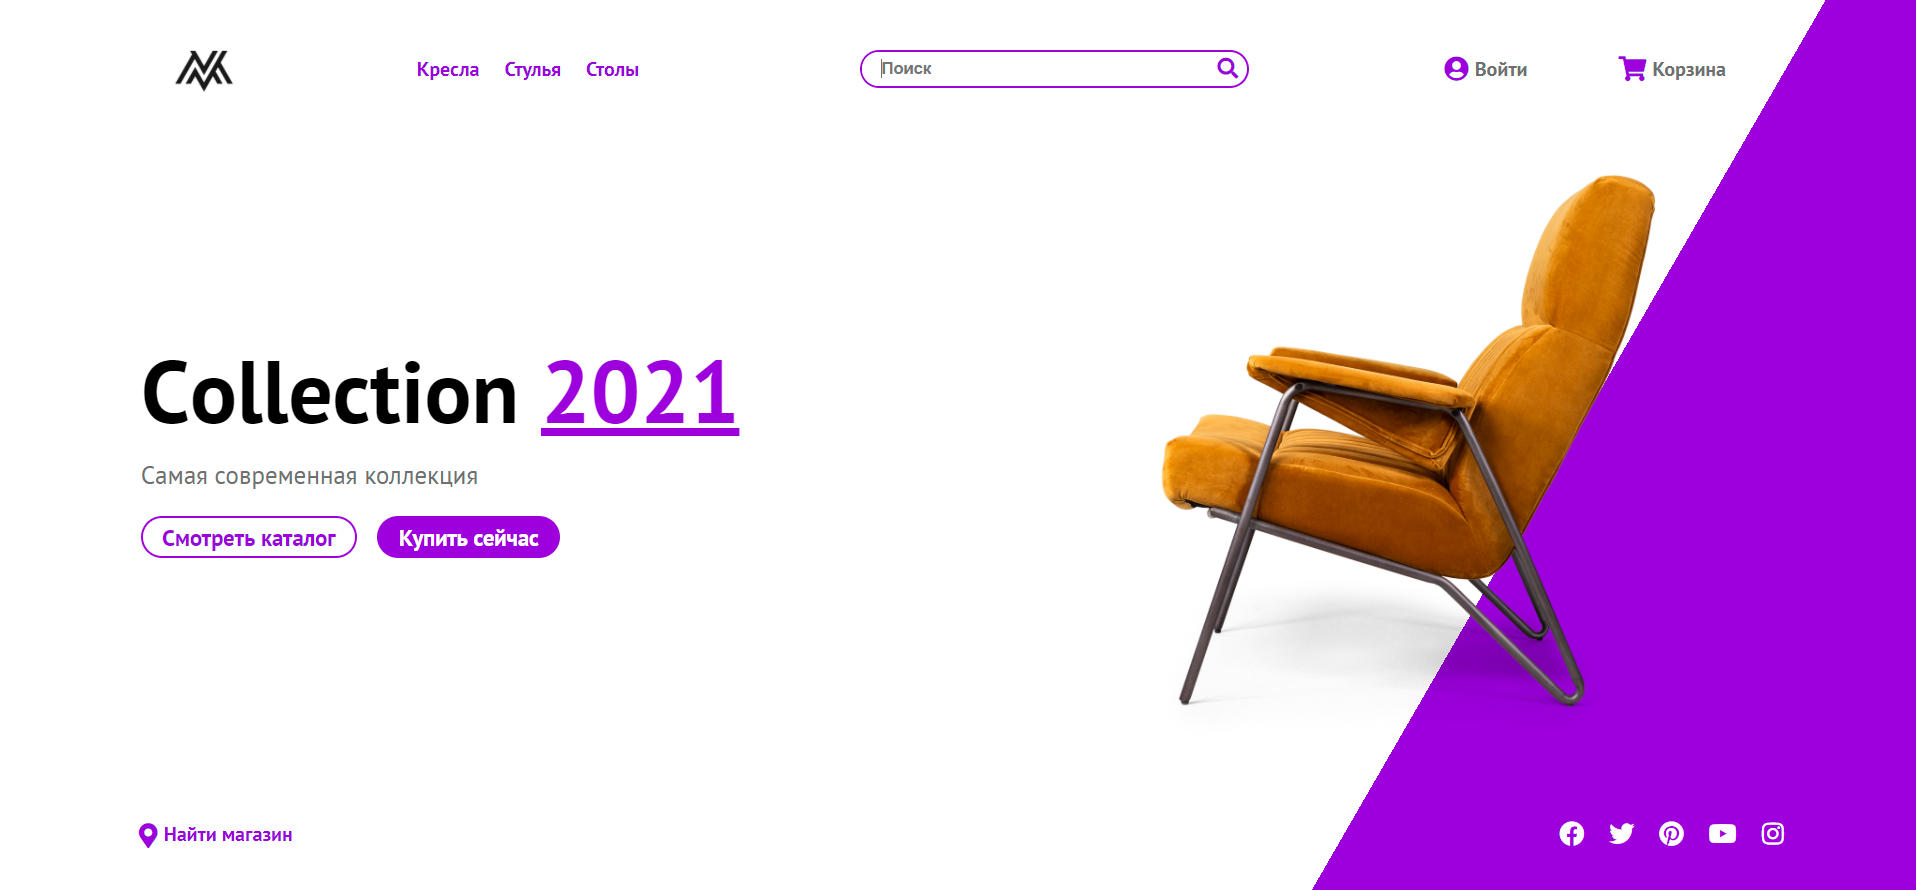 Кресла Стулья Столы
Поиск
Войти
Корзина
Collection 2021
Самая современная коллекция
Смотреть каталог
Купить сейчас
Найти магазин